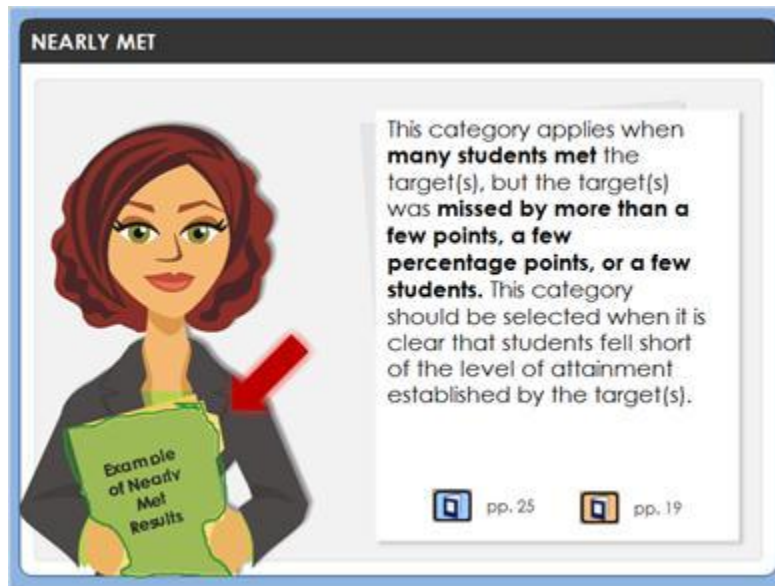 NEARLY MET
This category applies when
many students met the
target(s), but the target(s)
was missed by more than a
few points, a few
percentage points, or a few
students. This category
should be selected when it is
clear that students fell short
of the level of attainment
established by the target(s).
Example
of Nearly
Met
Results
pp. 25
pp. 19